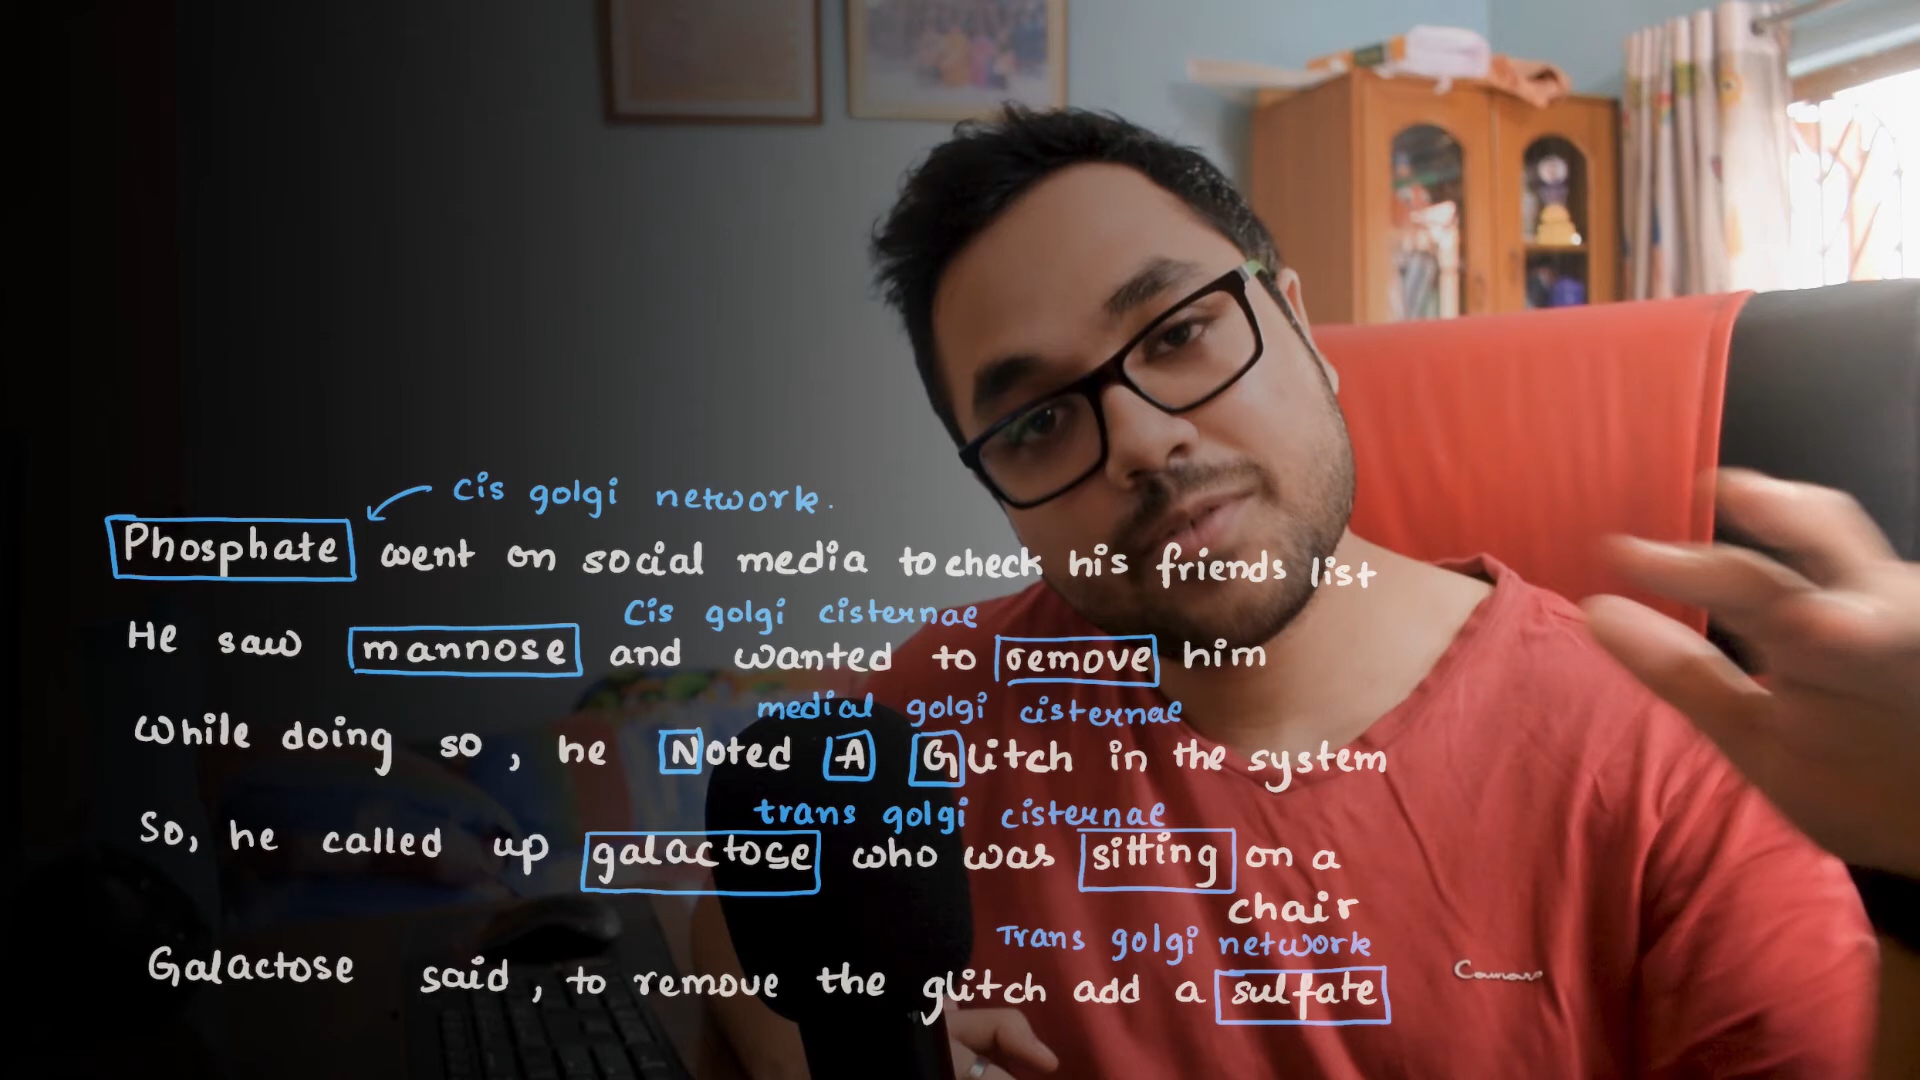 cis golgi network.
Phosphate went on social media to check his friends list
Cis golgi cisternae
He saw mannose and wanted to remove him
medial golgi cisternae
While doing so, he Noted A Glitch in the system
trans golgi cisternae
So, he called up galactose who was sitting on a
chair
Trans golgi network
Galactose said, to remove the glitch add a sulfate